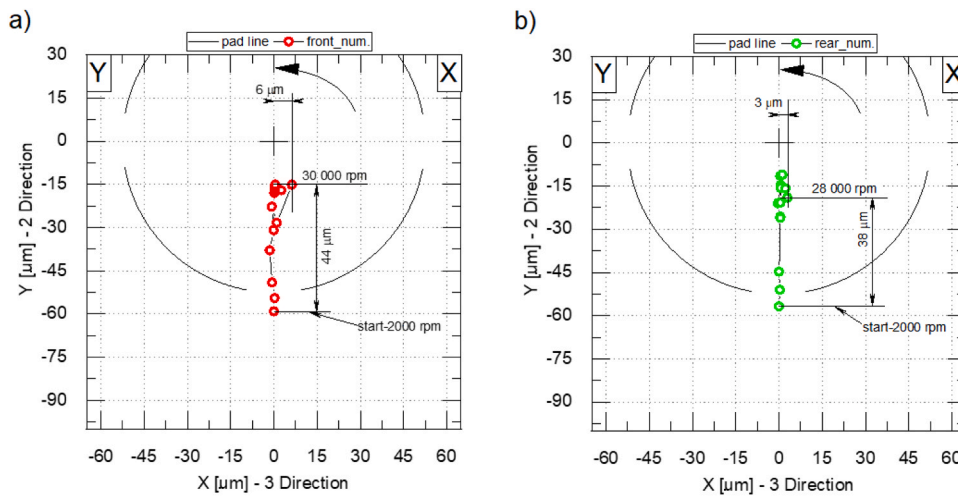 a)
pad line front_num.
Y X
6 µm
30 000 rpm
44 µm
start-2000 rpm
30
15
0
-15
-30
-45
-60
-75
-90
Y [µm] - 2 Direction
-60 -45 -30 -15 0 15 30 45 60
X [µm] - 3 Direction
b)
pad line rear_num.
Y X
3 µm
28 000 rpm
38 µm
start-2000 rpm
30
15
0
-15
-30
-45
-60
-75
-90
Y [µm] - 2 Direction
-60 -45 -30 -15 0 15 30 45 60
X [µm] - 3 Direction